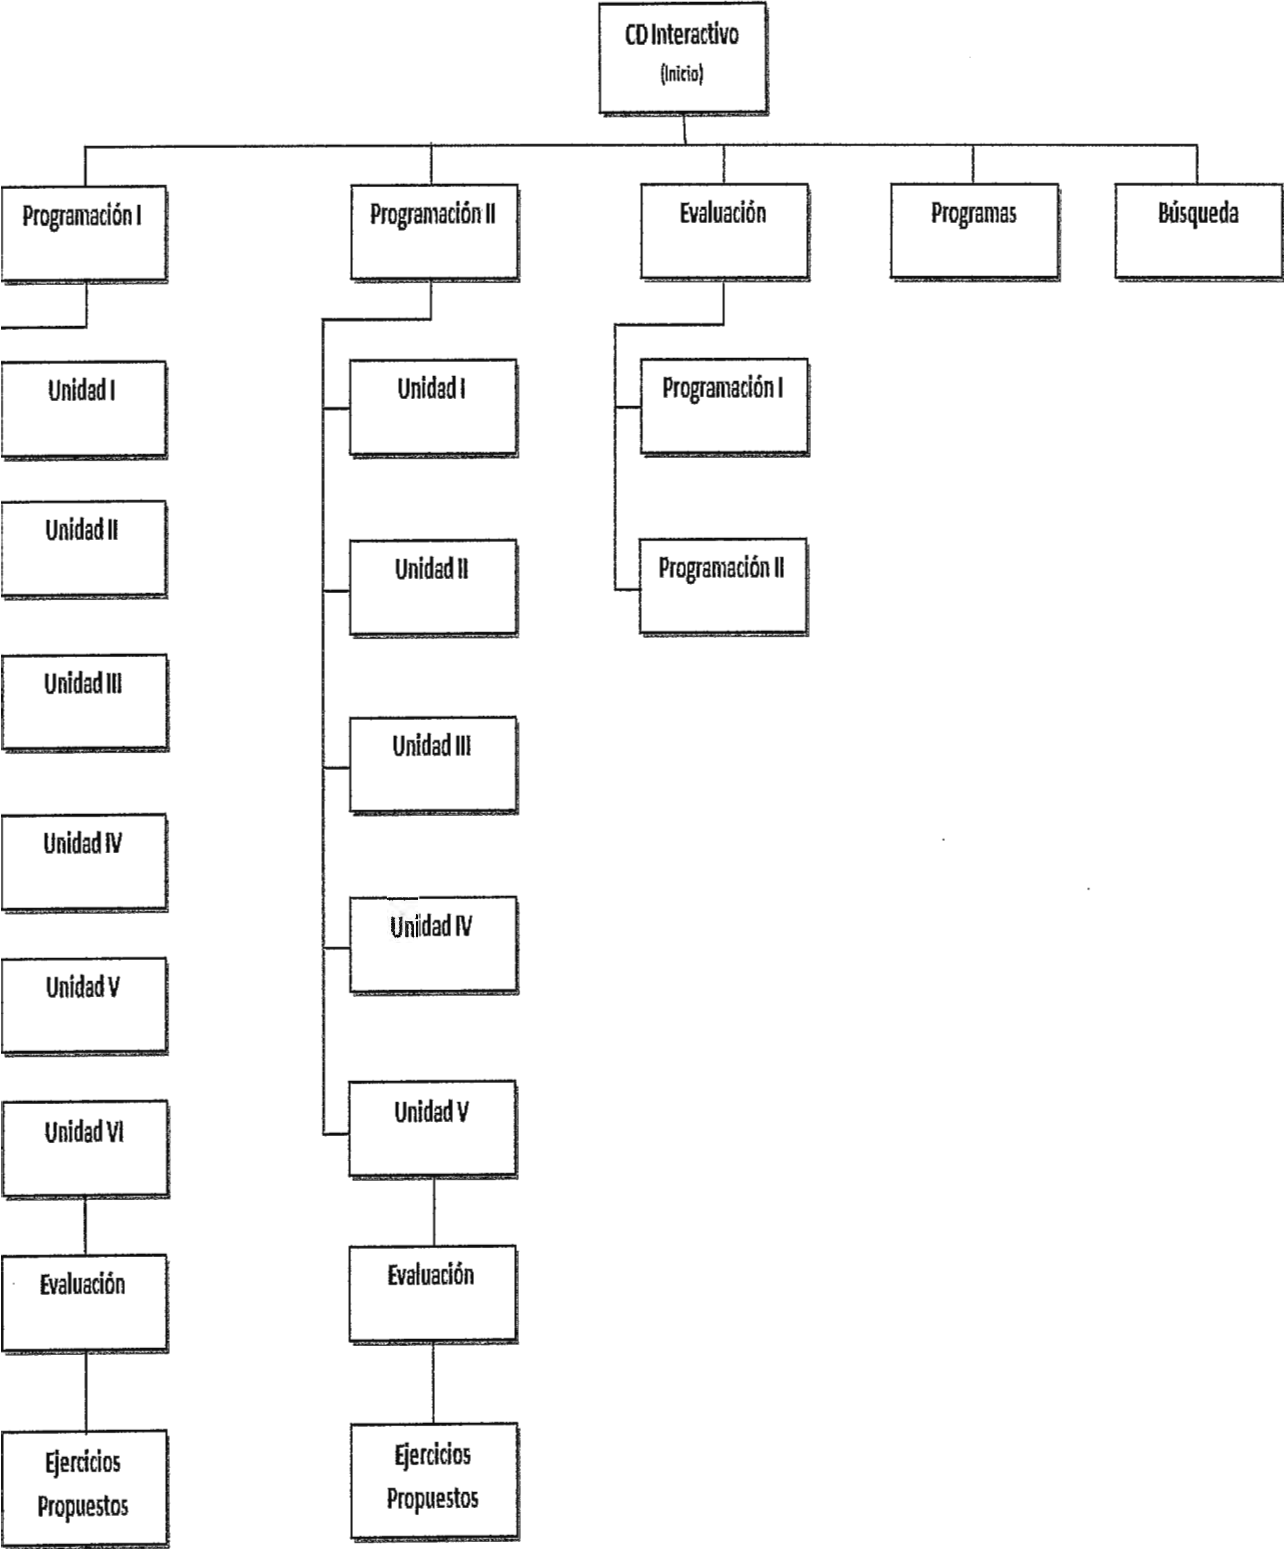 CD Interactivo
(Inicio)
Programación I
Programación II
Evaluación
Programas
Búsqueda
Unidad I
Unidad II
Unidad III
Unidad IV
Unidad V
Unidad VI
Evaluación
Ejercicios
Propuestos
Unidad I
Unidad II
Unidad III
Unidad IV
Unidad V
Evaluación
Ejercicios
Propuestos
Programación I
Programación II